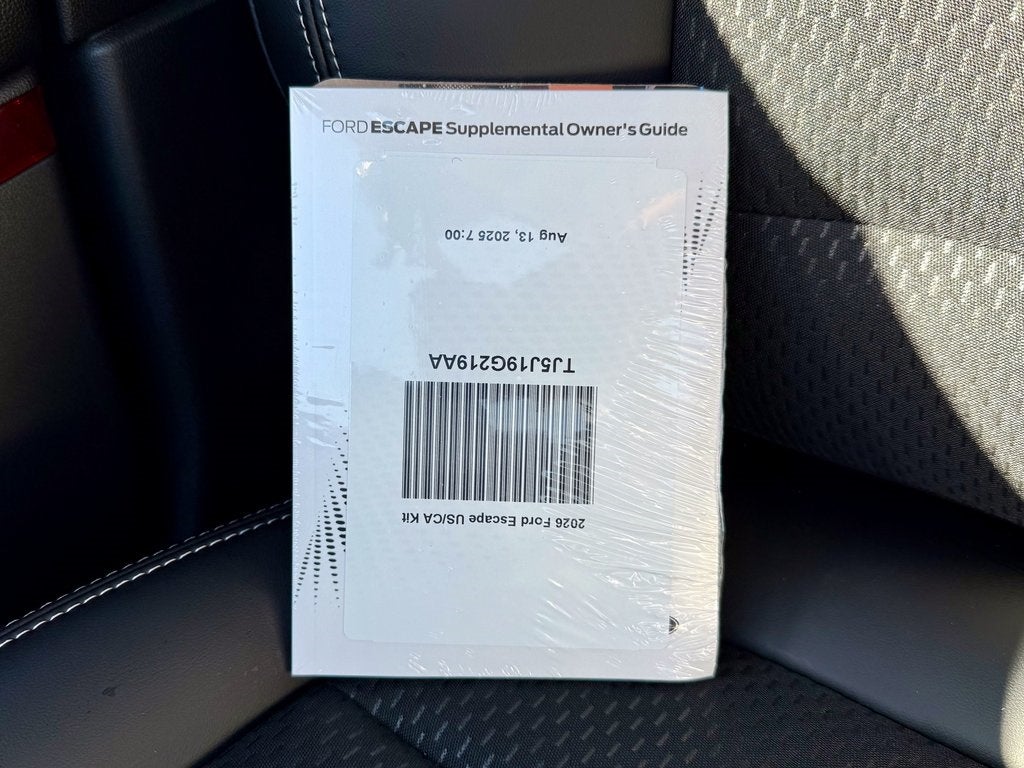 FORD ESCAPE Supplemental Owner's Guide
2026 Ford Escape US/CA Kit
TJ5J19G219AA
Aug 13, 2025 7:00